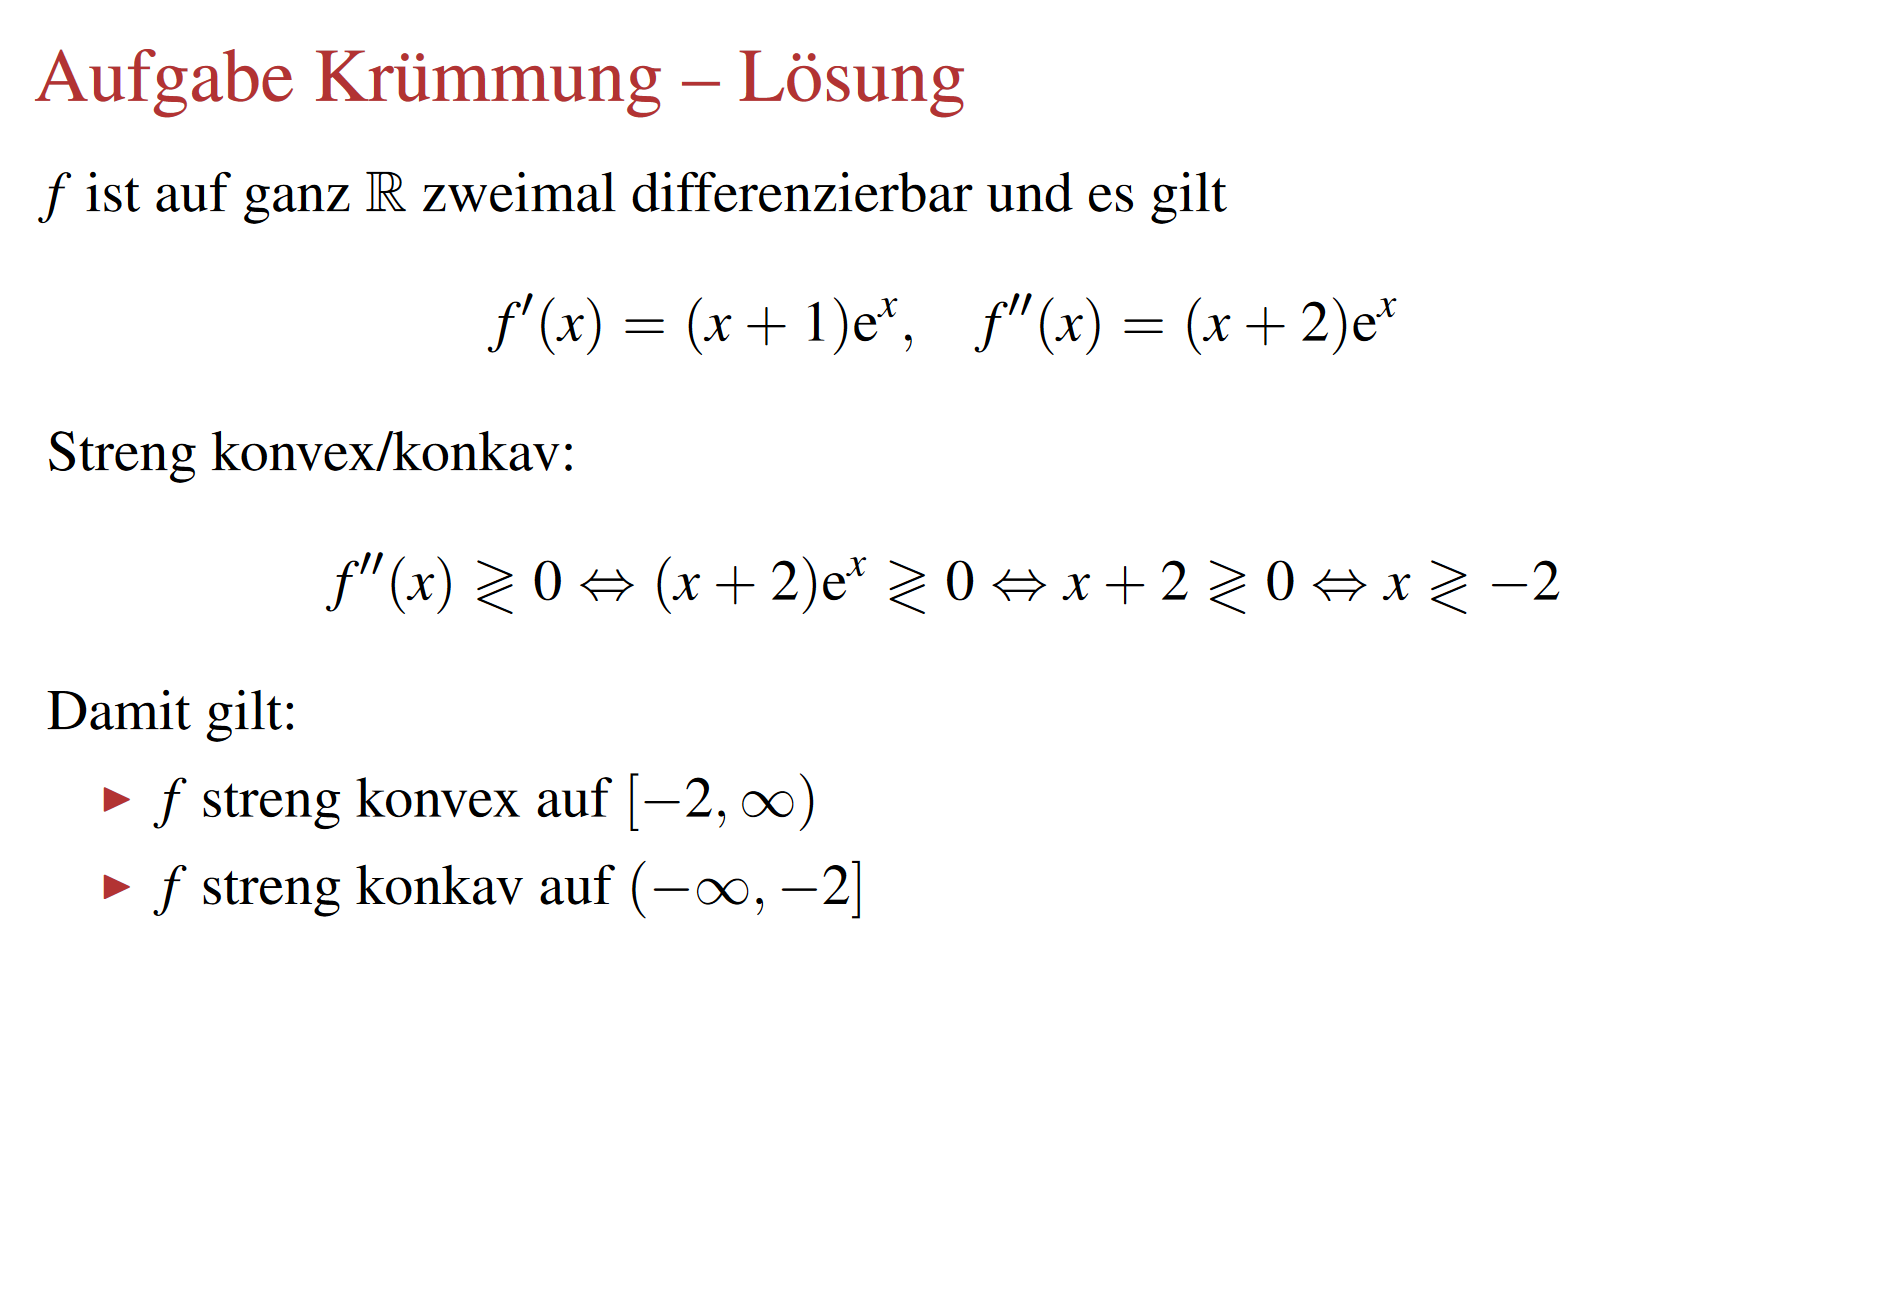 Aufgabe Krümmung – Lösung
f ist auf ganz ℝ zweimal differenzierbar und es gilt
f′(x) = (x + 1)eˣ, f″(x) = (x + 2)eˣ
Streng konvex/konkav:
f″(x) ≷ 0 ⇔ (x + 2)eˣ ≷ 0 ⇔ x + 2 ≷ 0 ⇔ x ≷ −2
Damit gilt:
▶ f streng konvex auf [−2, ∞)
▶ f streng konkav auf (−∞, −2]